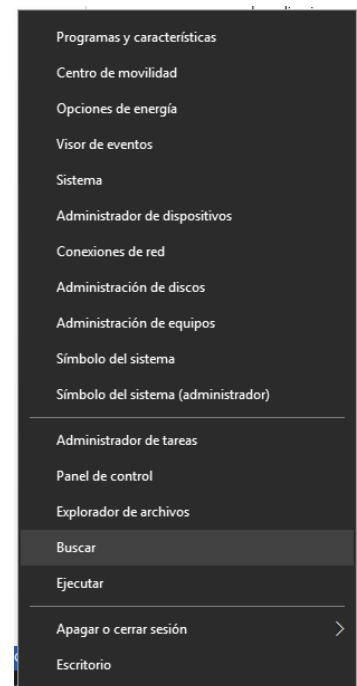 Programas y características
Centro de movilidad
Opciones de energía
Visor de eventos
Sistema
Administrador de dispositivos
Conexiones de red
Administración de discos
Administración de equipos
Símbolo del sistema
Símbolo del sistema (administrador)
Administrador de tareas
Panel de control
Explorador de archivos
Buscar
Ejecutar
Apagar o cerrar sesión
Escritorio